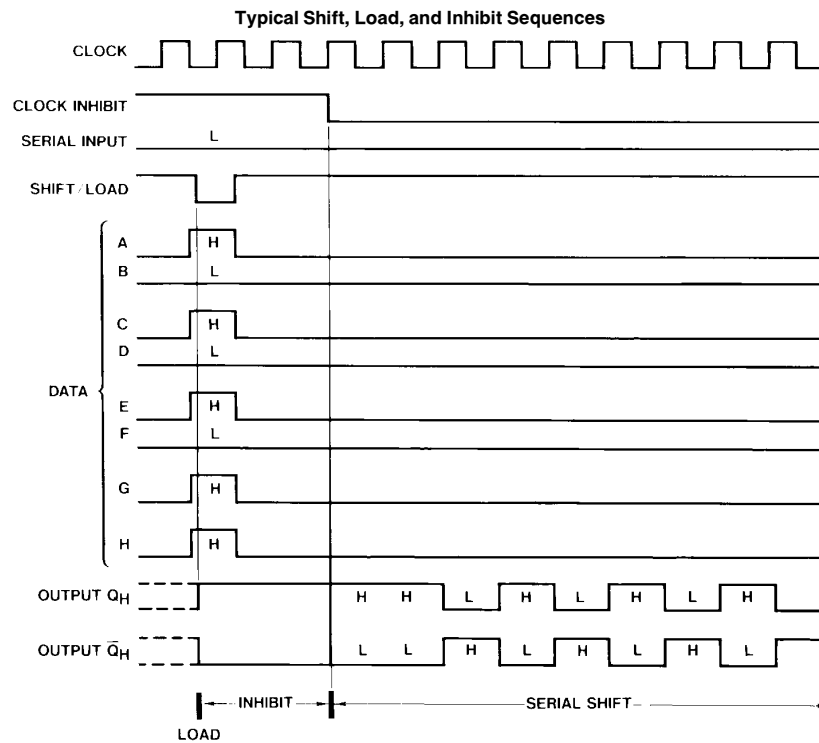 Typical Shift, Load, and Inhibit Sequences
CLOCK
CLOCK INHIBIT
SERIAL INPUT L
SHIFT/LOAD
DATA
A H
B L
C H
D L
E H
F L
G H
H H
OUTPUT QH H H L H L H L H
OUTPUT Q̅H L L H L H L H L
INHIBIT SERIAL SHIFT
LOAD